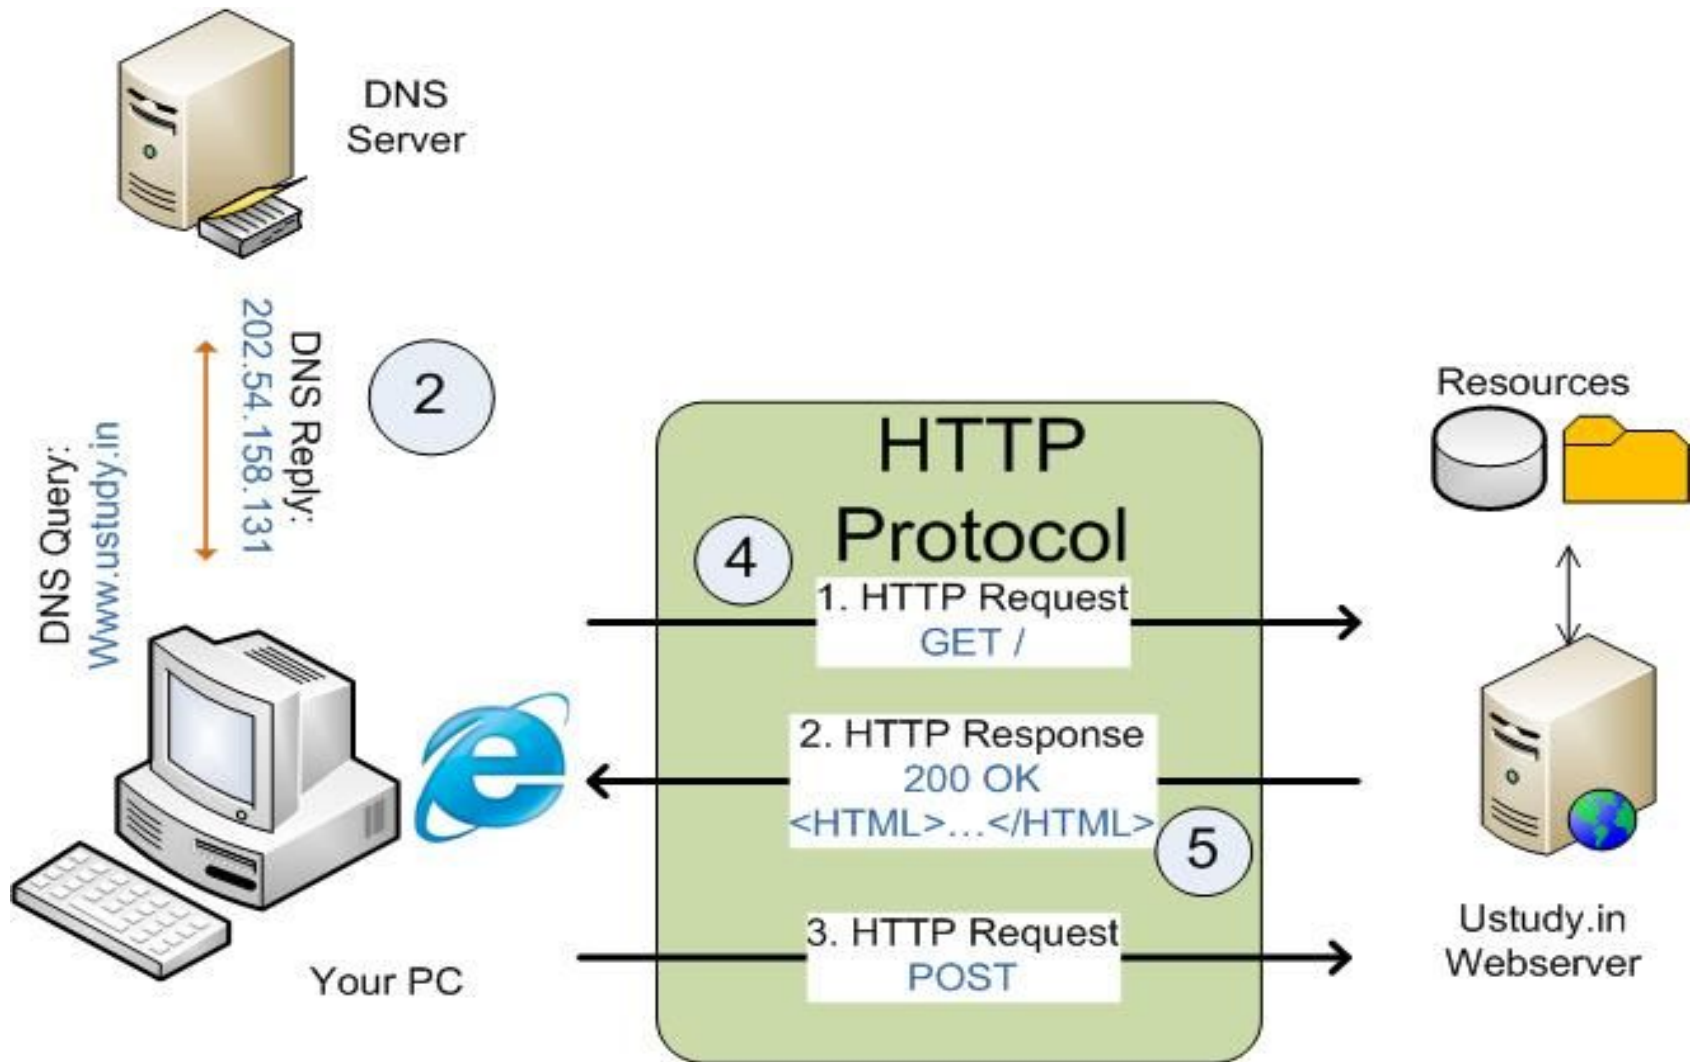 DNS
Server
DNS Query:
Www.ustudy.in
DNS Reply:
202.54.158.131
2
HTTP
Protocol
4
1. HTTP Request
GET /
2. HTTP Response
200 OK
<HTML>...</HTML>
5
3. HTTP Request
POST
Your PC
Resources
Ustudy.in
Webserver